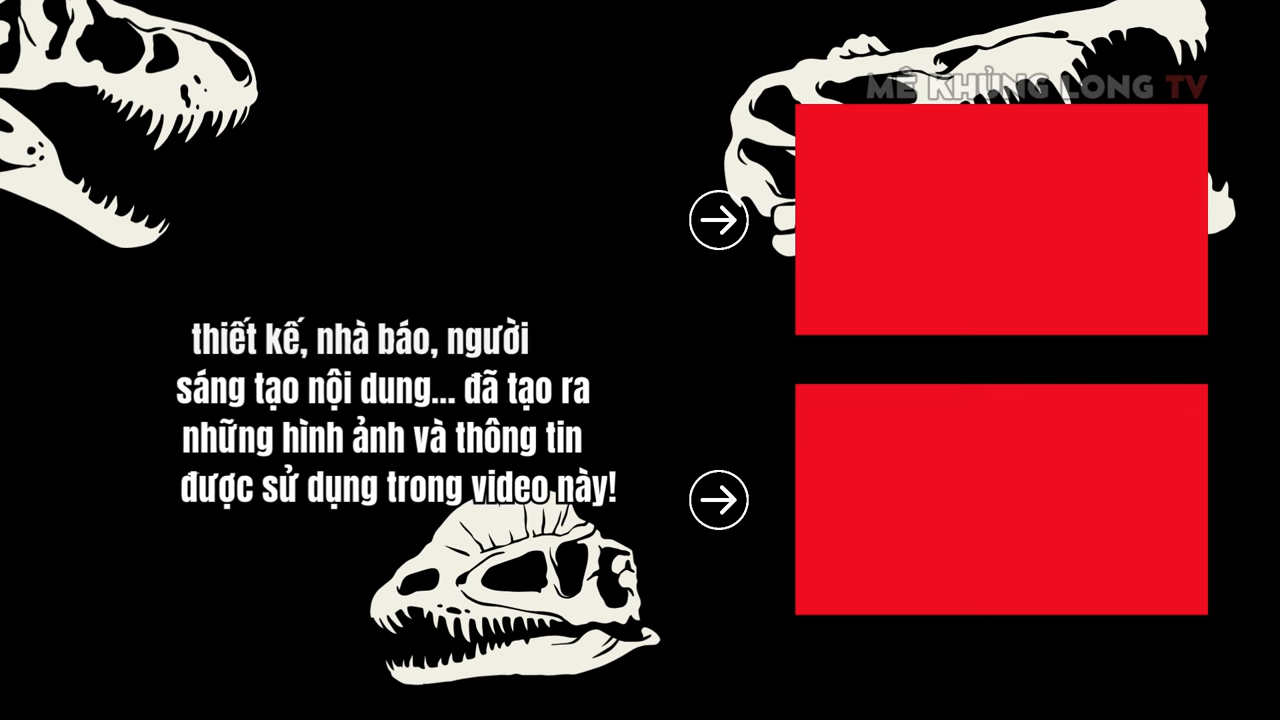 MÊ KHỦNG LONG TV
thiết kế, nhà báo, người
sáng tạo nội dung... đã tạo ra
những hình ảnh và thông tin
được sử dụng trong video này!